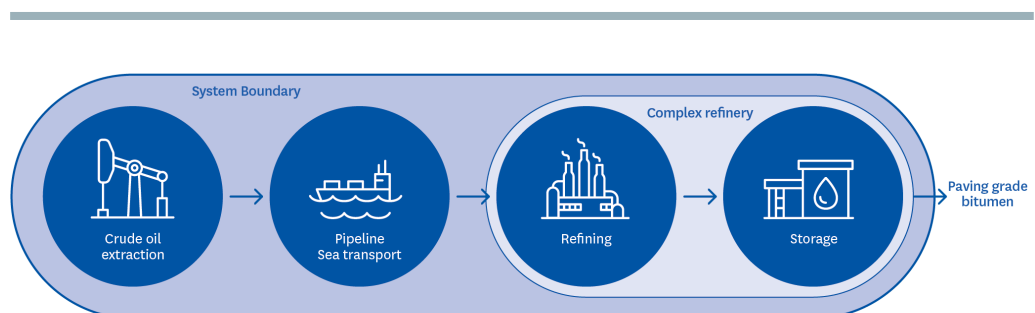 System Boundary
Complex refinery
Crude oil
extraction
Pipeline
Sea transport
Refining
Storage
Paving grade
bitumen